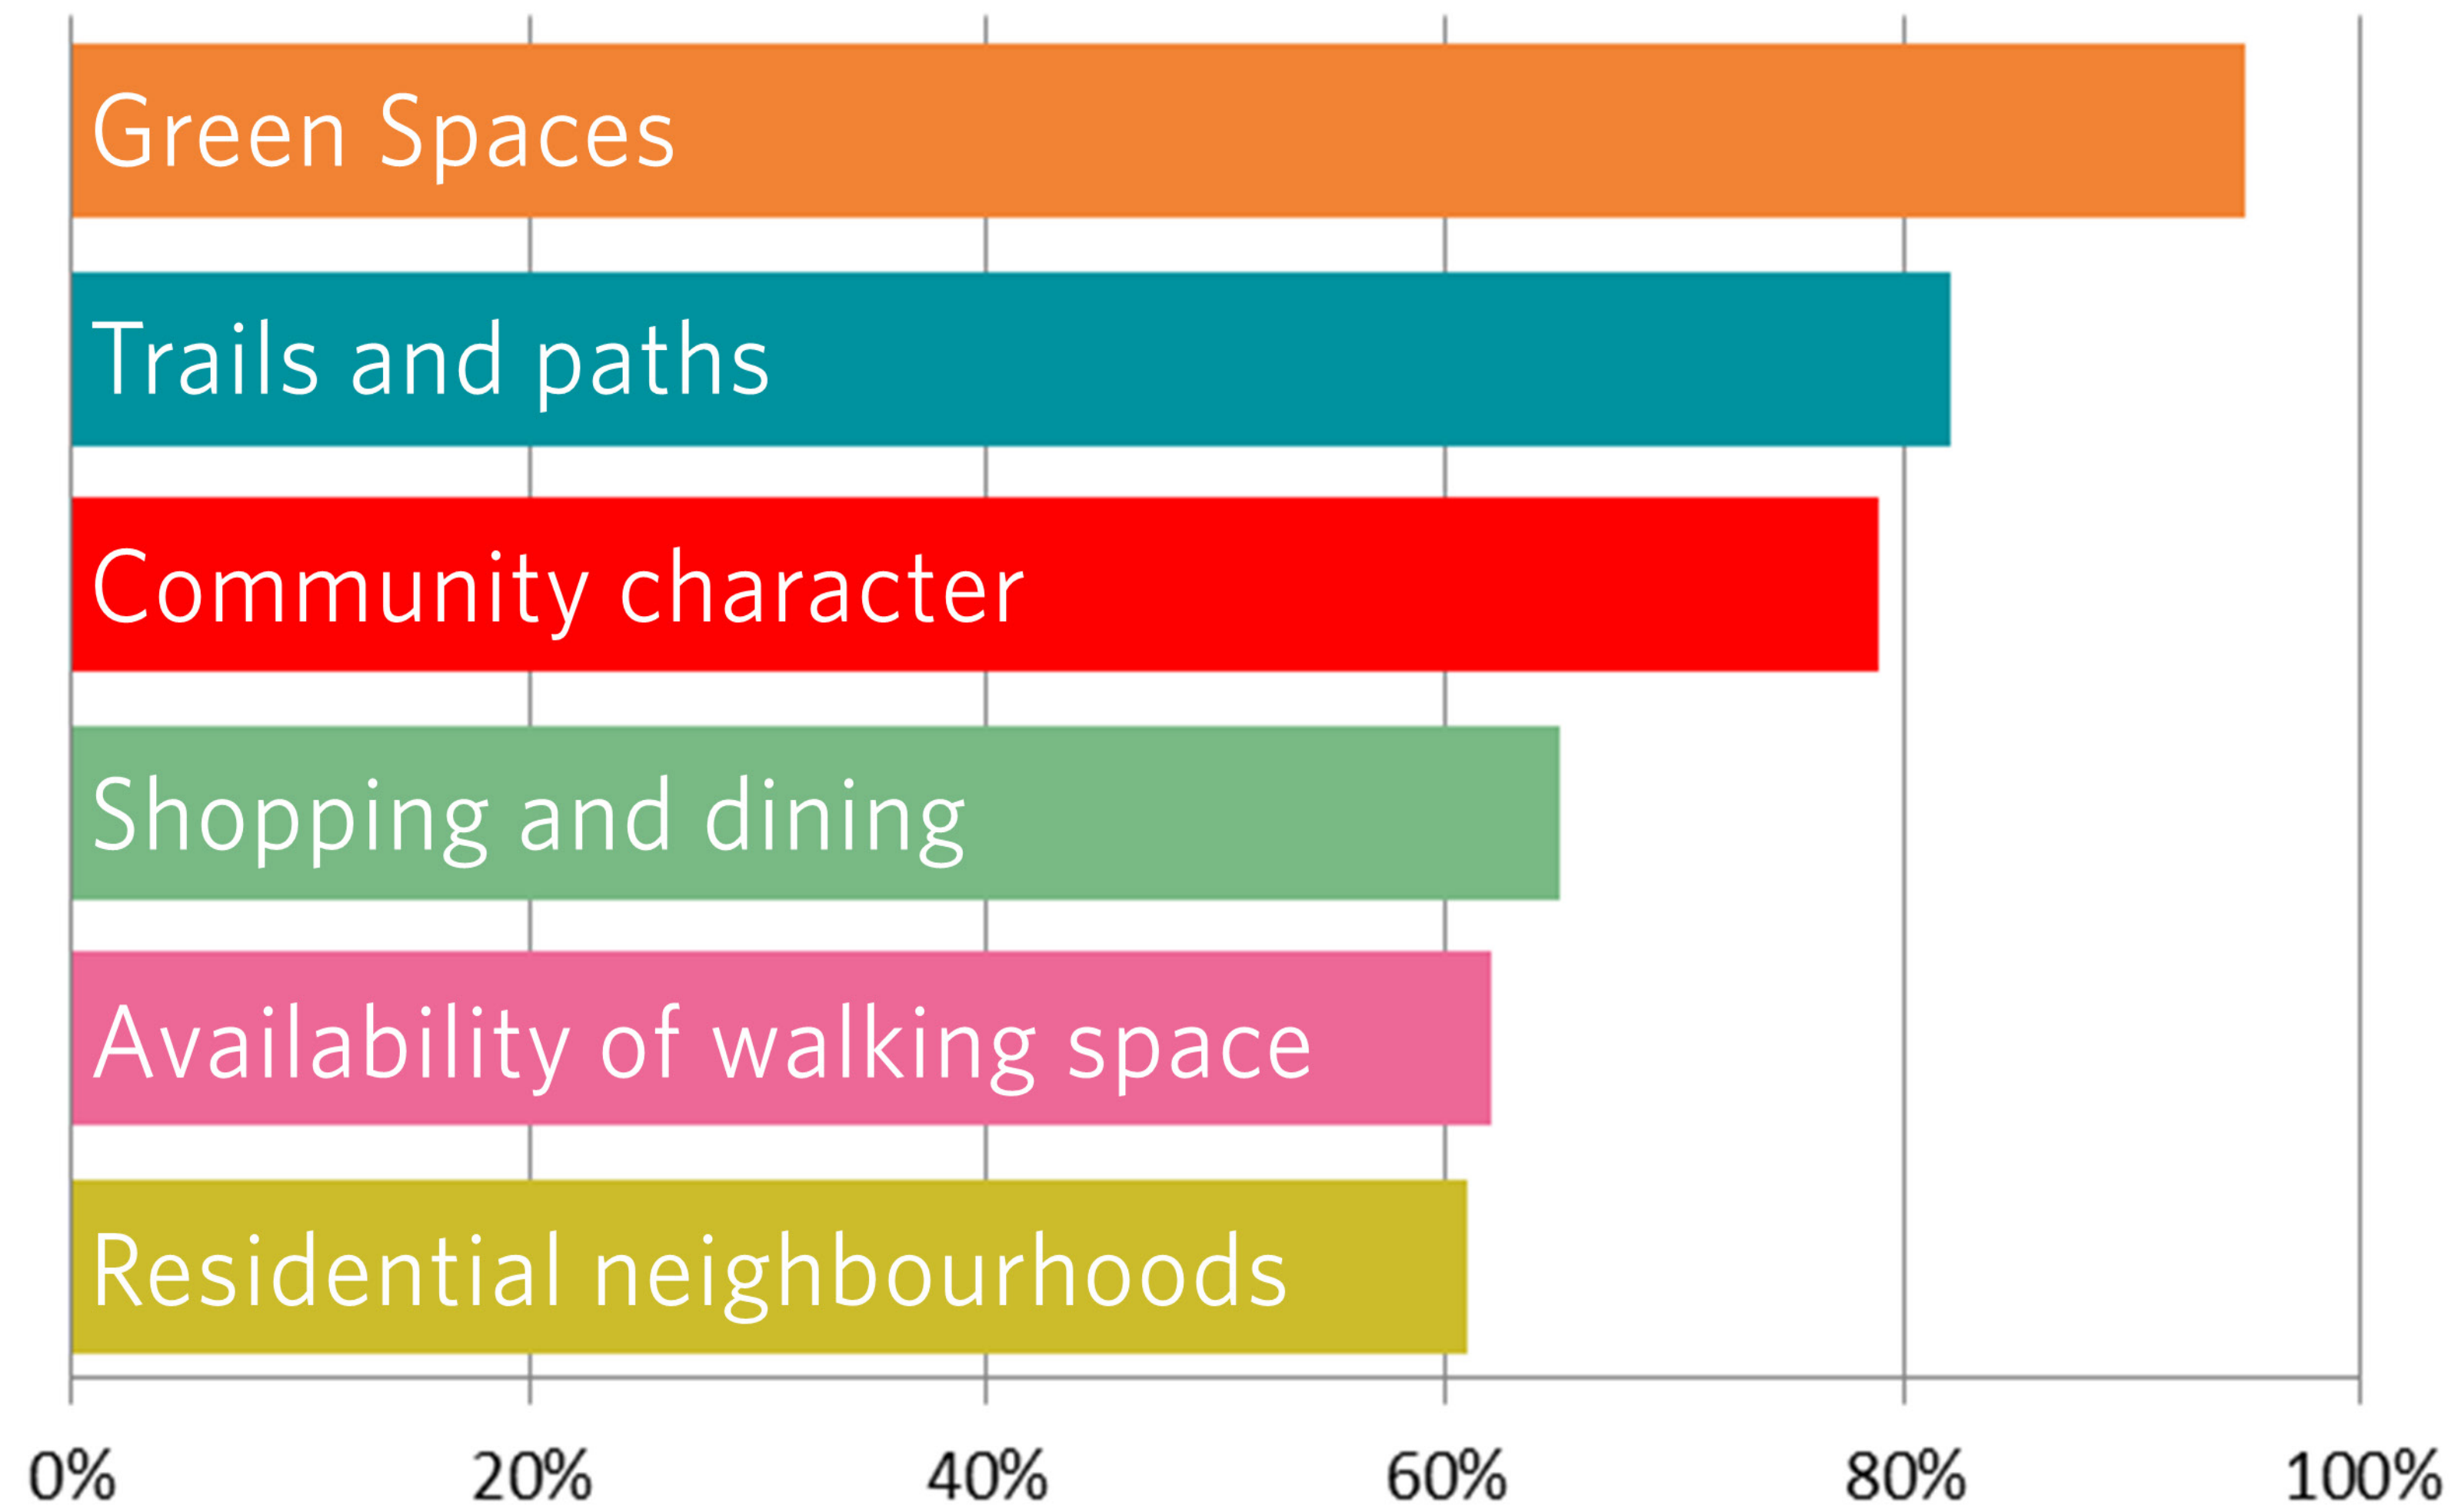 Green Spaces
Trails and paths
Community character
Shopping and dining
Availability of walking space
Residential neighbourhoods
0% 20% 40% 60% 80% 100%